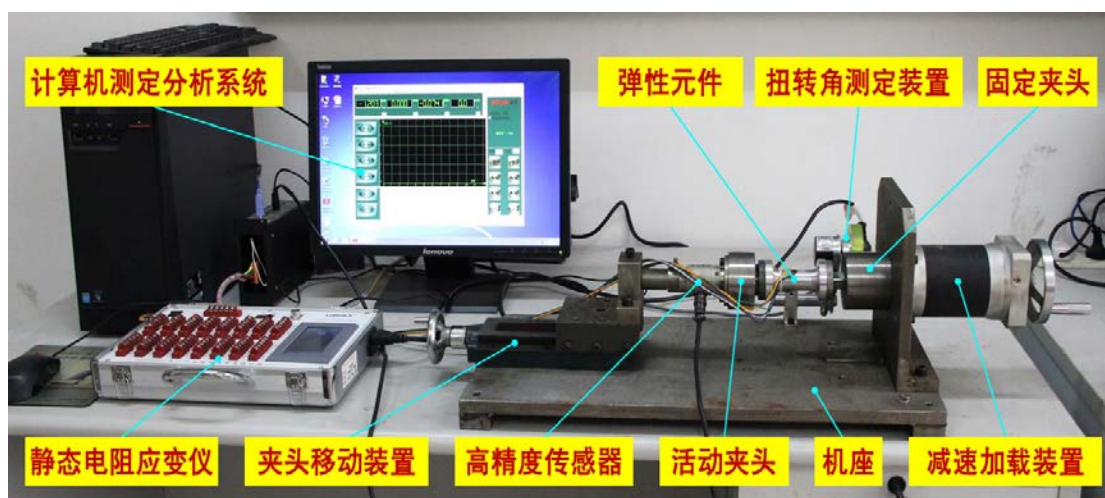 计算机测定分析系统
弹性元件
扭转角测定装置
固定夹头
lenovo
静态电阻应变仪
夹头移动装置
高精度传感器
活动夹头
机座
减速加载装置